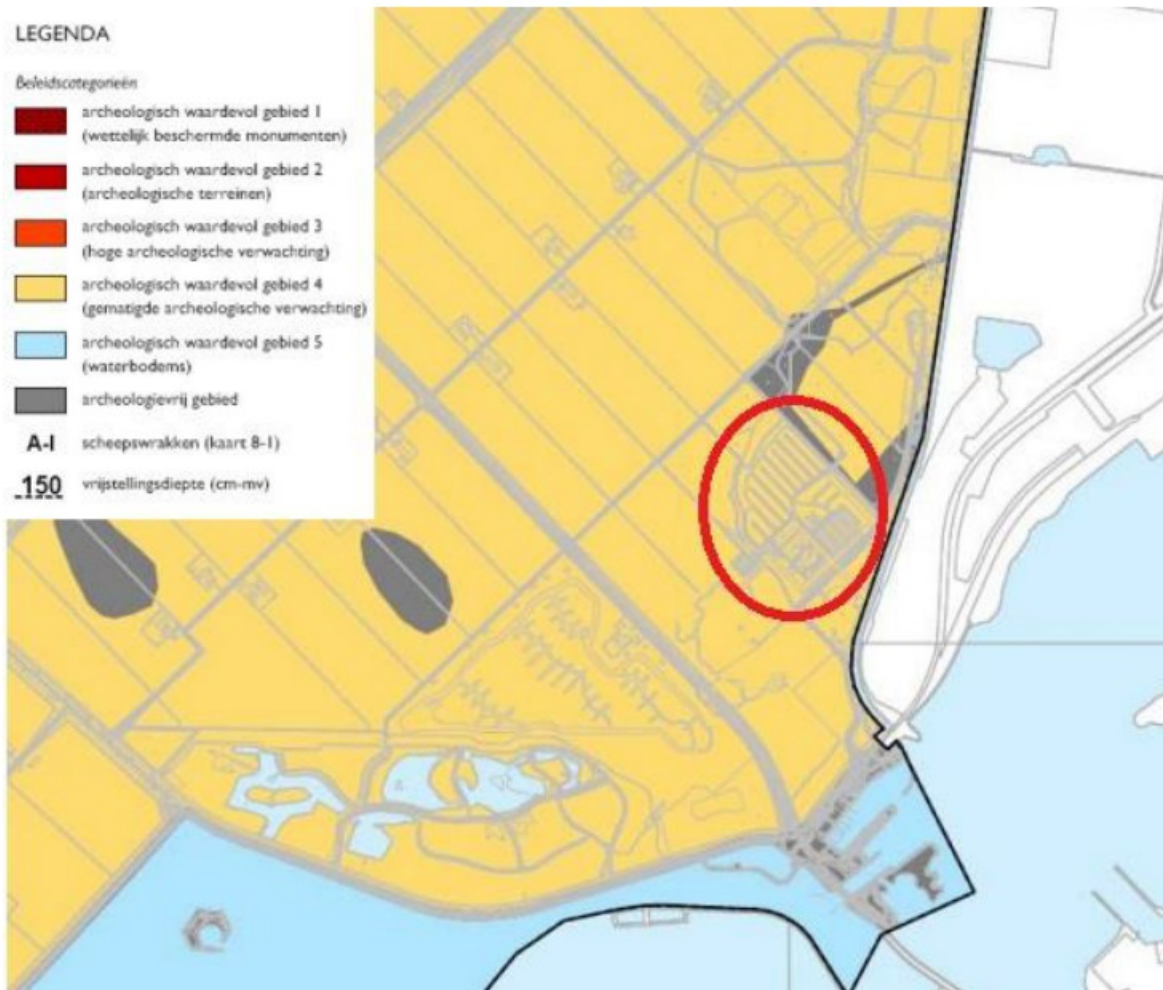 LEGENDA
Beleidscategorieën
archeologisch waardevol gebied 1
(wettelijk beschermde monumenten)
archeologisch waardevol gebied 2
(archeologische terreinen)
archeologisch waardevol gebied 3
(hoge archeologische verwachting)
archeologisch waardevol gebied 4
(gematigde archeologische verwachting)
archeologisch waardevol gebied 5
(waterbodems)
archeologievrij gebied
A-I scheepswrakken (kaart 8-1)
150 vrijstellingsdiepte (cm-mv)